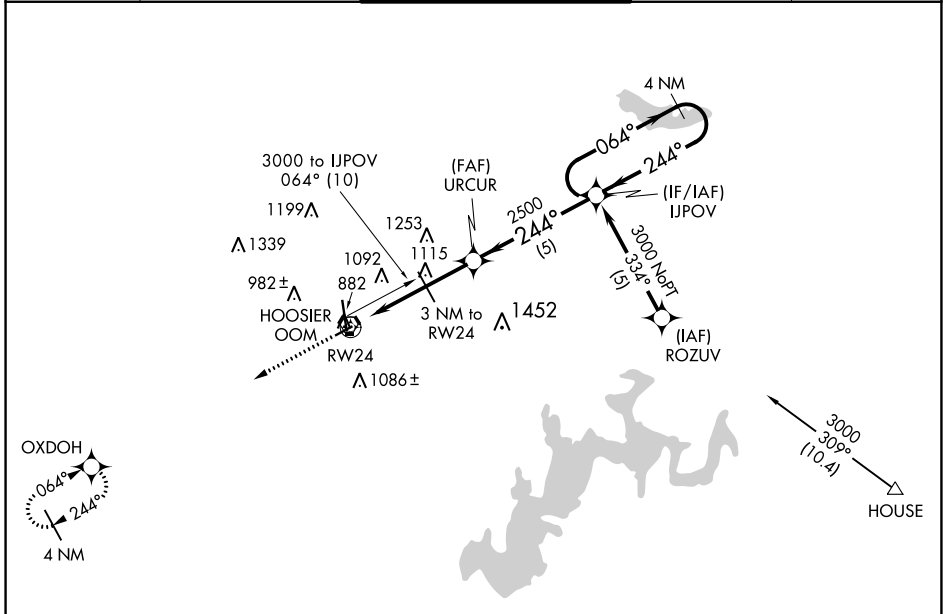 4 NM
064°
244°
(IF/IAF)
IJPOV
3000 to IJPOV
064° (10)
(FAF)
URCUR
2500
244°
(5)
3000 NoPT
334°
(5)
(IAF)
ROZUV
1199
1253
1339
1115
1092
982±
882
HOOSIER
OOM
RW24
3 NM to
RW24
1452
1086±
OXDOH
064°
244°
4 NM
3000
309°
(10.4)
HOUSE